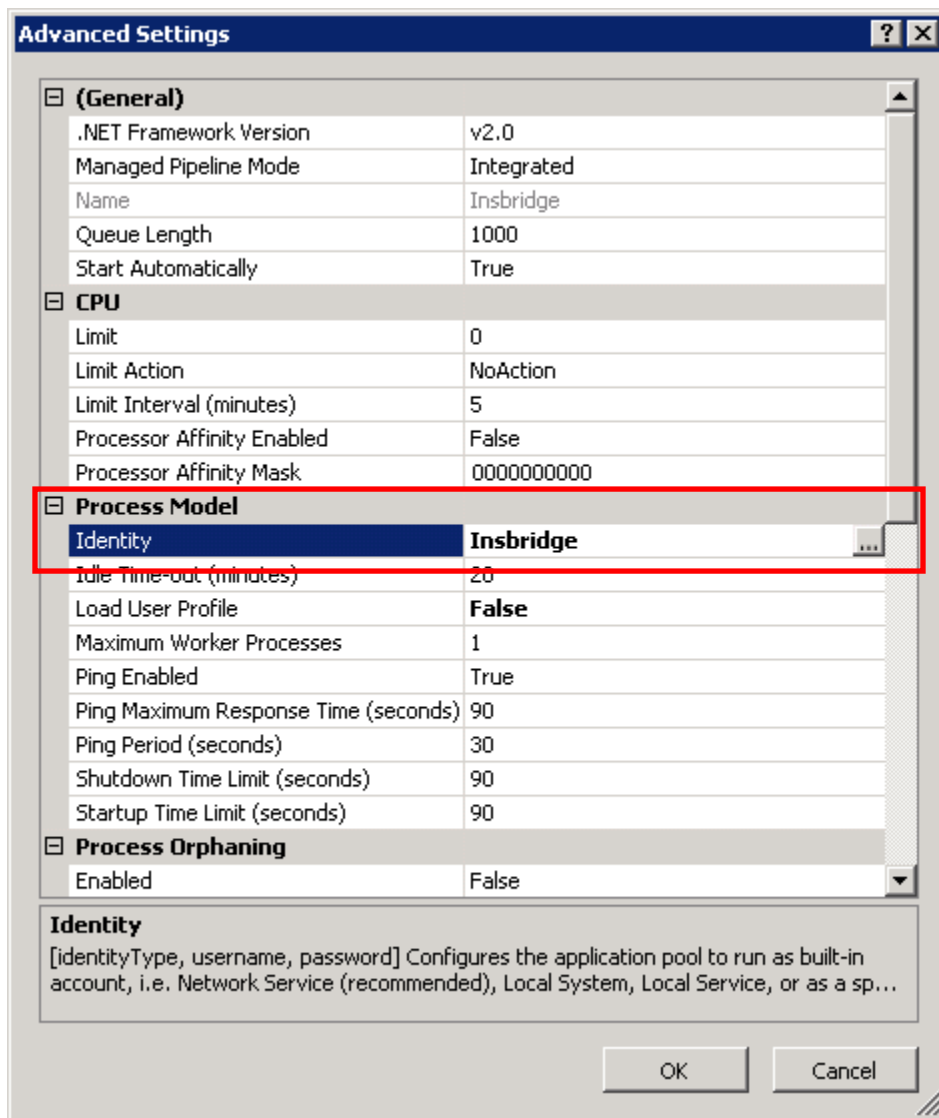 Advanced Settings
(General)
.NET Framework Version v2.0
Managed Pipeline Mode Integrated
Name Insbridge
Queue Length 1000
Start Automatically True
CPU
Limit 0
Limit Action NoAction
Limit Interval (minutes) 5
Processor Affinity Enabled False
Processor Affinity Mask 0000000000
Process Model
Identity Insbridge ...
Idle Time-out (minutes) 20
Load User Profile False
Maximum Worker Processes 1
Ping Enabled True
Ping Maximum Response Time (seconds) 90
Ping Period (seconds) 30
Shutdown Time Limit (seconds) 90
Startup Time Limit (seconds) 90
Process Orphaning
Enabled False
Identity
[identityType, username, password] Configures the application pool to run as built-in
account, i.e. Network Service (recommended), Local System, Local Service, or as a sp...
OK Cancel